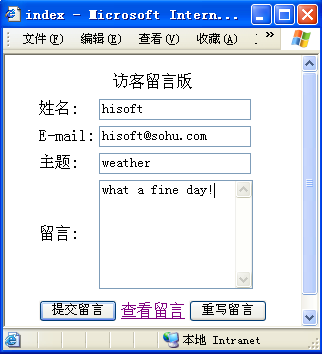 index - Microsoft Intern...
文件(F) 编辑(E) 查看(V) 收藏(A) »
访客留言版
姓名: hisoft
E-mail: hisoft@sohu.com
主题: weather
what a fine day!
留言:
提交留言 查看留言 重写留言
本地 Intranet